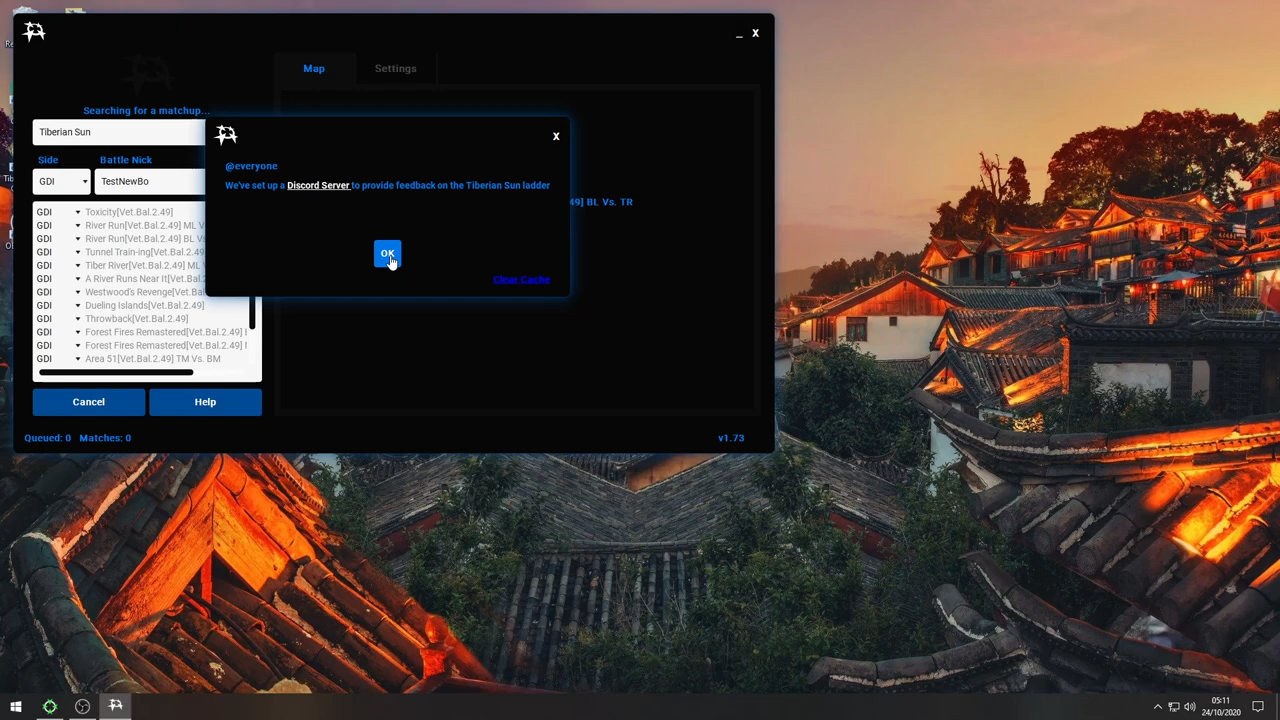 Map
Settings
Searching for a matchup...
Tiberian Sun
Side
Battle Nick
GDI
TestNewBo
GDI Toxicity[Vet.Bal.2.49]
GDI River Run[Vet.Bal.2.49] ML V
GDI River Run[Vet.Bal.2.49] BL Vs
GDI Tunnel Train-ing[Vet.Bal.2.49]
GDI Tiber River[Vet.Bal.2.49] ML V
GDI A River Runs Near It[Vet.Bal.2.49]
GDI Westwood's Revenge[Vet.Bal.
GDI Dueling Islands[Vet.Bal.2.49]
GDI Throwback[Vet.Bal.2.49]
GDI Forest Fires Remastered[Vet.Bal.2.49]
GDI Forest Fires Remastered[Vet.Bal.2.49]
GDI Area 51[Vet.Bal.2.49] TM Vs. BM
Cancel
Help
Queued: 0 Matches: 0
v1.73
49] BL Vs. TR
X
@everyone
We've set up a Discord Server to provide feedback on the Tiberian Sun ladder
OK
Clear Cache
_ X
05:11
24/10/2020